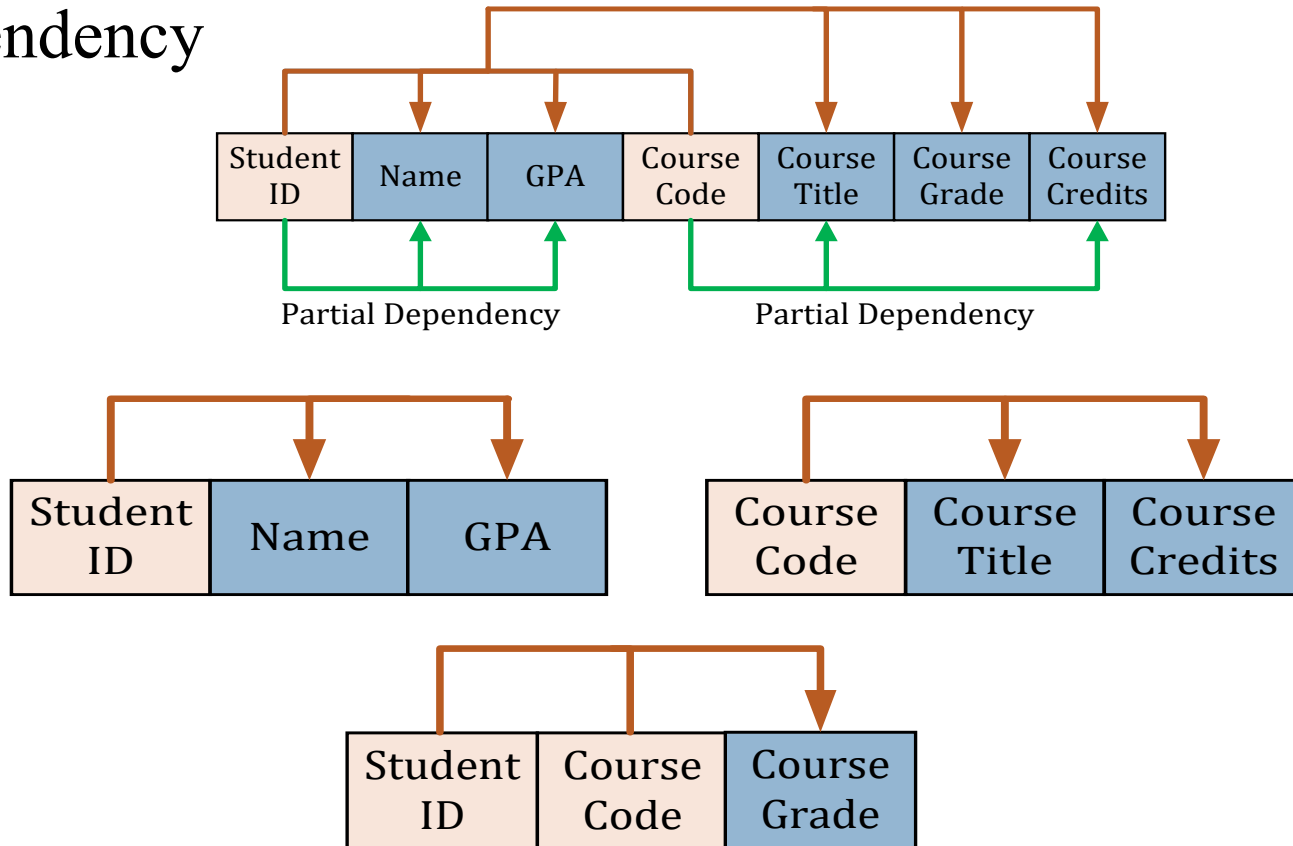 endency
Student ID
Name
GPA
Course Code
Course Title
Course Grade
Course Credits
Partial Dependency
Partial Dependency
Student ID
Name
GPA
Course Code
Course Title
Course Credits
Student ID
Course Code
Course Grade